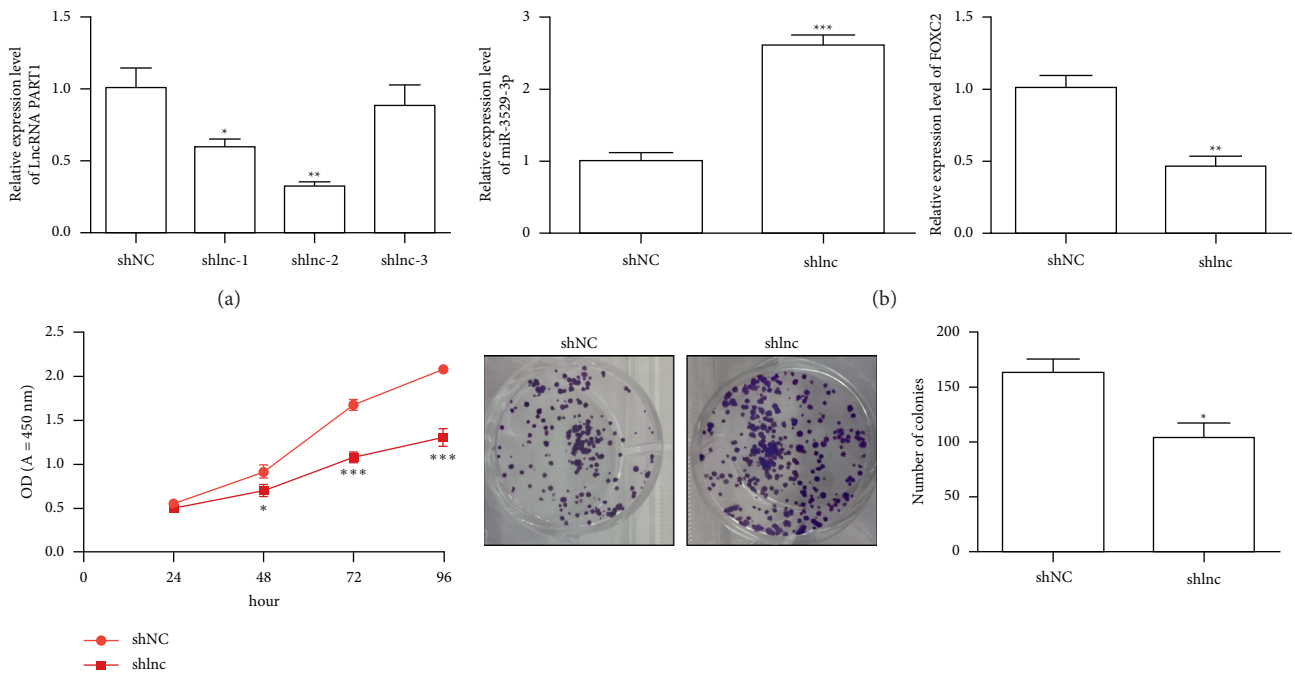 Relative expression level
of LncRNA PART1
1.5
1.0
0.5
0.0
*
**
shNC
shlnc-1
shlnc-2
shlnc-3
(a)
Relative expression level
of miR-3529-3p
3
2
1
0
***
shNC
shlnc
Relative expression level of FOXC2
1.5
1.0
0.5
0.0
**
shNC
shlnc
(b)
OD (A = 450 nm)
2.5
2.0
1.5
1.0
0.5
0.0
*
***
***
0
24
48
72
96
hour
shNC
shlnc
shNC
shlnc
Number of colonies
200
150
100
50
0
*
shNC
shlnc